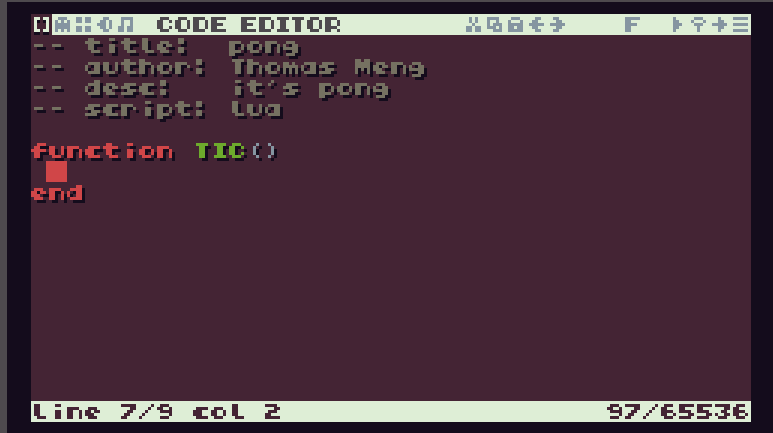 CODE EDITOR F
-- title:  pong
-- author: Thomas Meng
-- desc:   it's pong
-- script: lua
function TIC()
end
line 7/9 col 2 97/65536